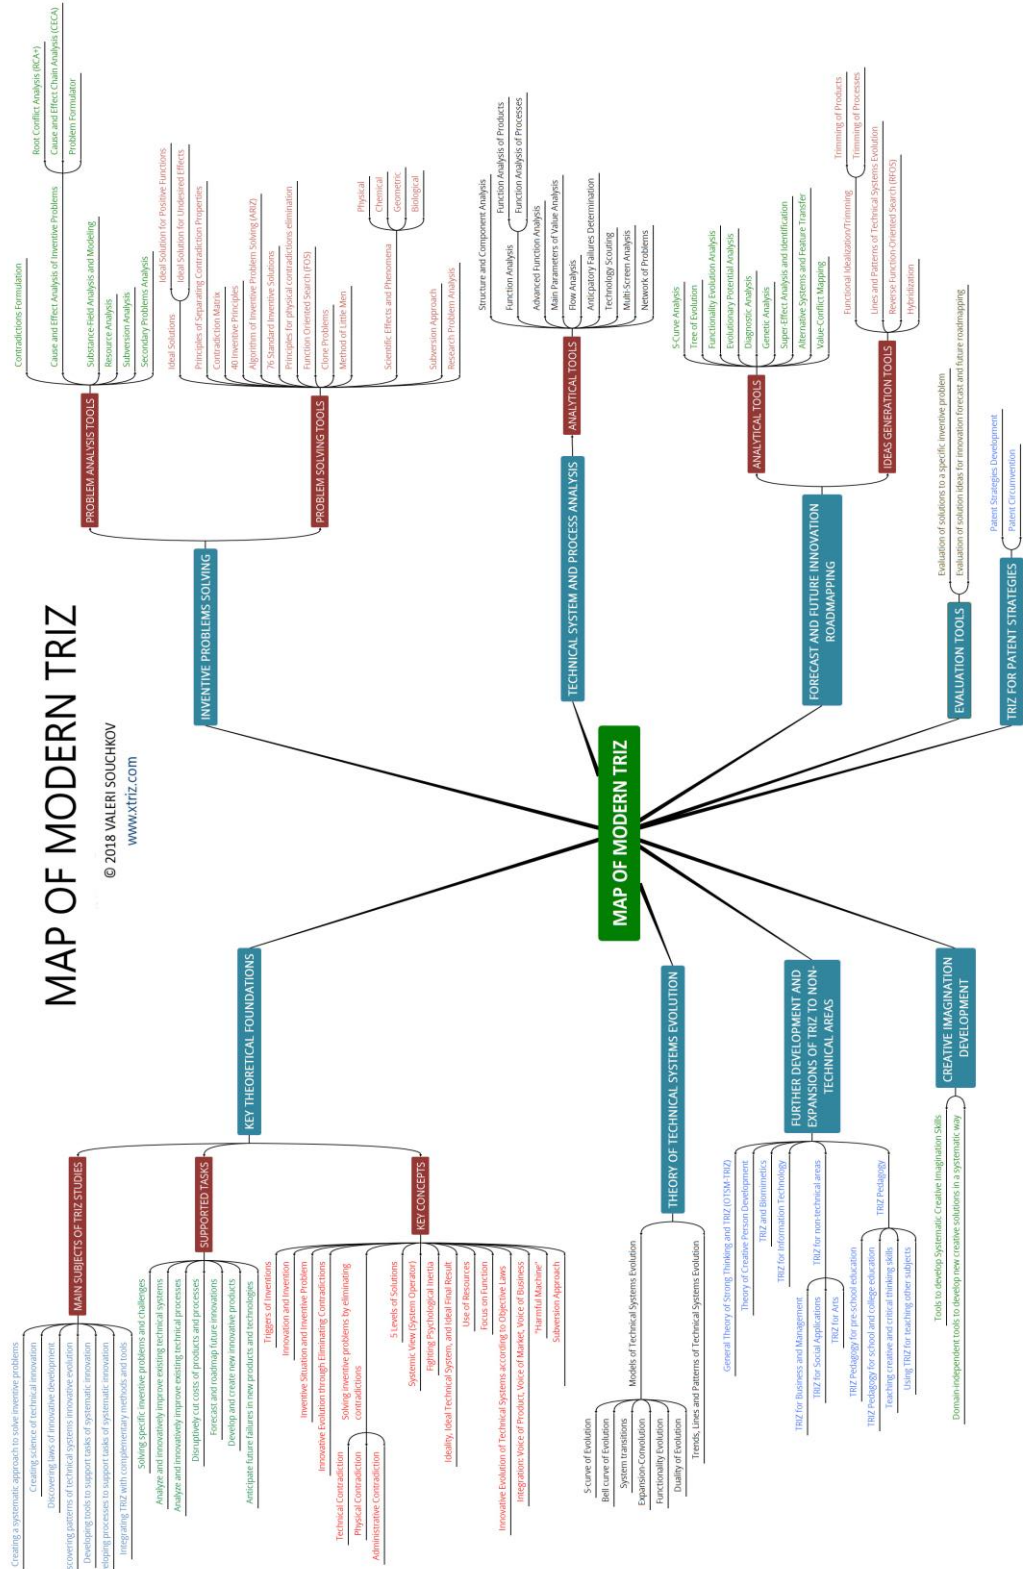 MAP OF MODERN TRIZ
© 2018 VALERI SOUCHKOV
www.xtriz.com
MAP OF MODERN TRIZ
KEY THEORETICAL FOUNDATIONS
MAIN SUBJECTS OF TRIZ STUDIES
Creating a systematic approach to solve inventive problems
Creating science of technical innovation
Discovering laws of innovative development
scovering patterns of technical systems innovative evolution
Developing tools to support tasks of systematic innovation
eloping processes to support tasks of systematic innovation
Integrating TRIZ with complementary methods and tools
SUPPORTED TASKS
Solving specific inventive problems and challenges
Analyze and innovatively improve existing technical systems
Analyze and innovatively improve existing technical processes
Disruptively cut costs of products and processes
Forecast and roadmap future innovations
Develop and create new innovative products
Anticipate future failures in new products and technologies
KEY CONCEPTS
Triggers of Inventions
Innovation and Invention
Inventive Situation and Inventive Problem
Innovative Evolution through Eliminating Contradictions
Solving inventive problems by eliminating
contradictions
Technical Contradiction
Physical Contradiction
Administrative Contradiction
5 Levels of Solutions
Systemic View (System Operator)
Fighting Psychological Inertia
Ideality, Ideal Technical System, and Ideal Final Result
Use of Resources
Focus on Function
Innovative Evolution of Technical Systems according to Objective Laws
Integration: Voice of Product, Voice of Market, Voice of Business
"Harmful Machine"
Subversion Approach
THEORY OF TECHNICAL SYSTEMS EVOLUTION
Models of Technical Systems Evolution
S-curve of Evolution
Bell curve of Evolution
System transitions
Expansion-Convolution
Functionality Evolution
Duality of Evolution
Trends, Lines and Patterns of Technical Systems Evolution
FURTHER DEVELOPMENT AND
EXPANSIONS OF TRIZ TO NON-
TECHNICAL AREAS
General Theory of Strong Thinking and TRIZ (OTSM-TRIZ)
Theory of Creative Person Development
TRIZ and Biomimetics
TRIZ for Information Technology
TRIZ for non-technical areas
TRIZ for Business and Management
TRIZ for Social Applications
TRIZ for Arts
TRIZ Pedagogy
TRIZ Pedagogy for pre-school education
TRIZ Pedagogy for school and college education
Teaching creative and critical thinking skills
Using TRIZ for teaching other subjects
CREATIVE IMAGINATION
DEVELOPMENT
Tools to develop Systematic Creative Imagination Skills
Domain-independent tools to develop new creative solutions in a systematic way
INVENTIVE PROBLEMS SOLVING
PROBLEM ANALYSIS TOOLS
Contradictions Formulation
Cause and Effect Analysis of Inventive Problems
Root Conflict Analysis (RCA+)
Cause and Effect Chain Analysis (CECA)
Problem Formulator
Substance-Field Analysis and Modeling
Resource Analysis
Subversion Analysis
Secondary Problems Analysis
PROBLEM SOLVING TOOLS
Ideal Solutions
Ideal Solution for Positive Functions
Ideal Solution for Undesired Effects
Principles of Separating Contradiction Properties
Contradiction Matrix
40 Inventive Principles
Algorithm of Inventive Problem Solving (ARIZ)
76 Standard Inventive Solutions
Principles for physical contradictions elimination
Function Oriented Search (FOS)
Clone Problems
Method of Little Men
Scientific Effects and Phenomena
Physical
Chemical
Geometric
Biological
Subversion Approach
Research Problem Analysis
TECHNICAL SYSTEM AND PROCESS ANALYSIS
ANALYTICAL TOOLS
Structure and Component Analysis
Function Analysis
Function Analysis of Products
Function Analysis of Processes
Advanced Function Analysis
Main Parameters of Value Analysis
Flow Analysis
Anticpatory Failures Determination
Technology Scouting
Multi-Screen Analysis
Network of Problems
FORECAST AND FUTURE INNOVATION
ROADMAPPING
ANALYTICAL TOOLS
S-Curve Analysis
Tree of Evolution
Functionality Evolution Analysis
Evolutionary Potential Analysis
Diagnostic Analysis
Genetic Analysis
Super-Effect Analysis and Identification
Alternative Systems and Feature Transfer
Value-Conflict Mapping
IDEAS GENERATION TOOLS
Functional Idealization/Trimming
Trimming of Products
Trimming of Processes
Lines and Patterns of Technical Systems Evolution
Reverse Function-Oriented Search (RFOS)
Hybridization
EVALUATION TOOLS
Evaluation of solutions to a specific inventive problem
Evaluation of solution ideas for innovation forecast and future roadmapping
TRIZ FOR PATENT STRATEGIES
Patent Strategies Development
Patent Circumvention